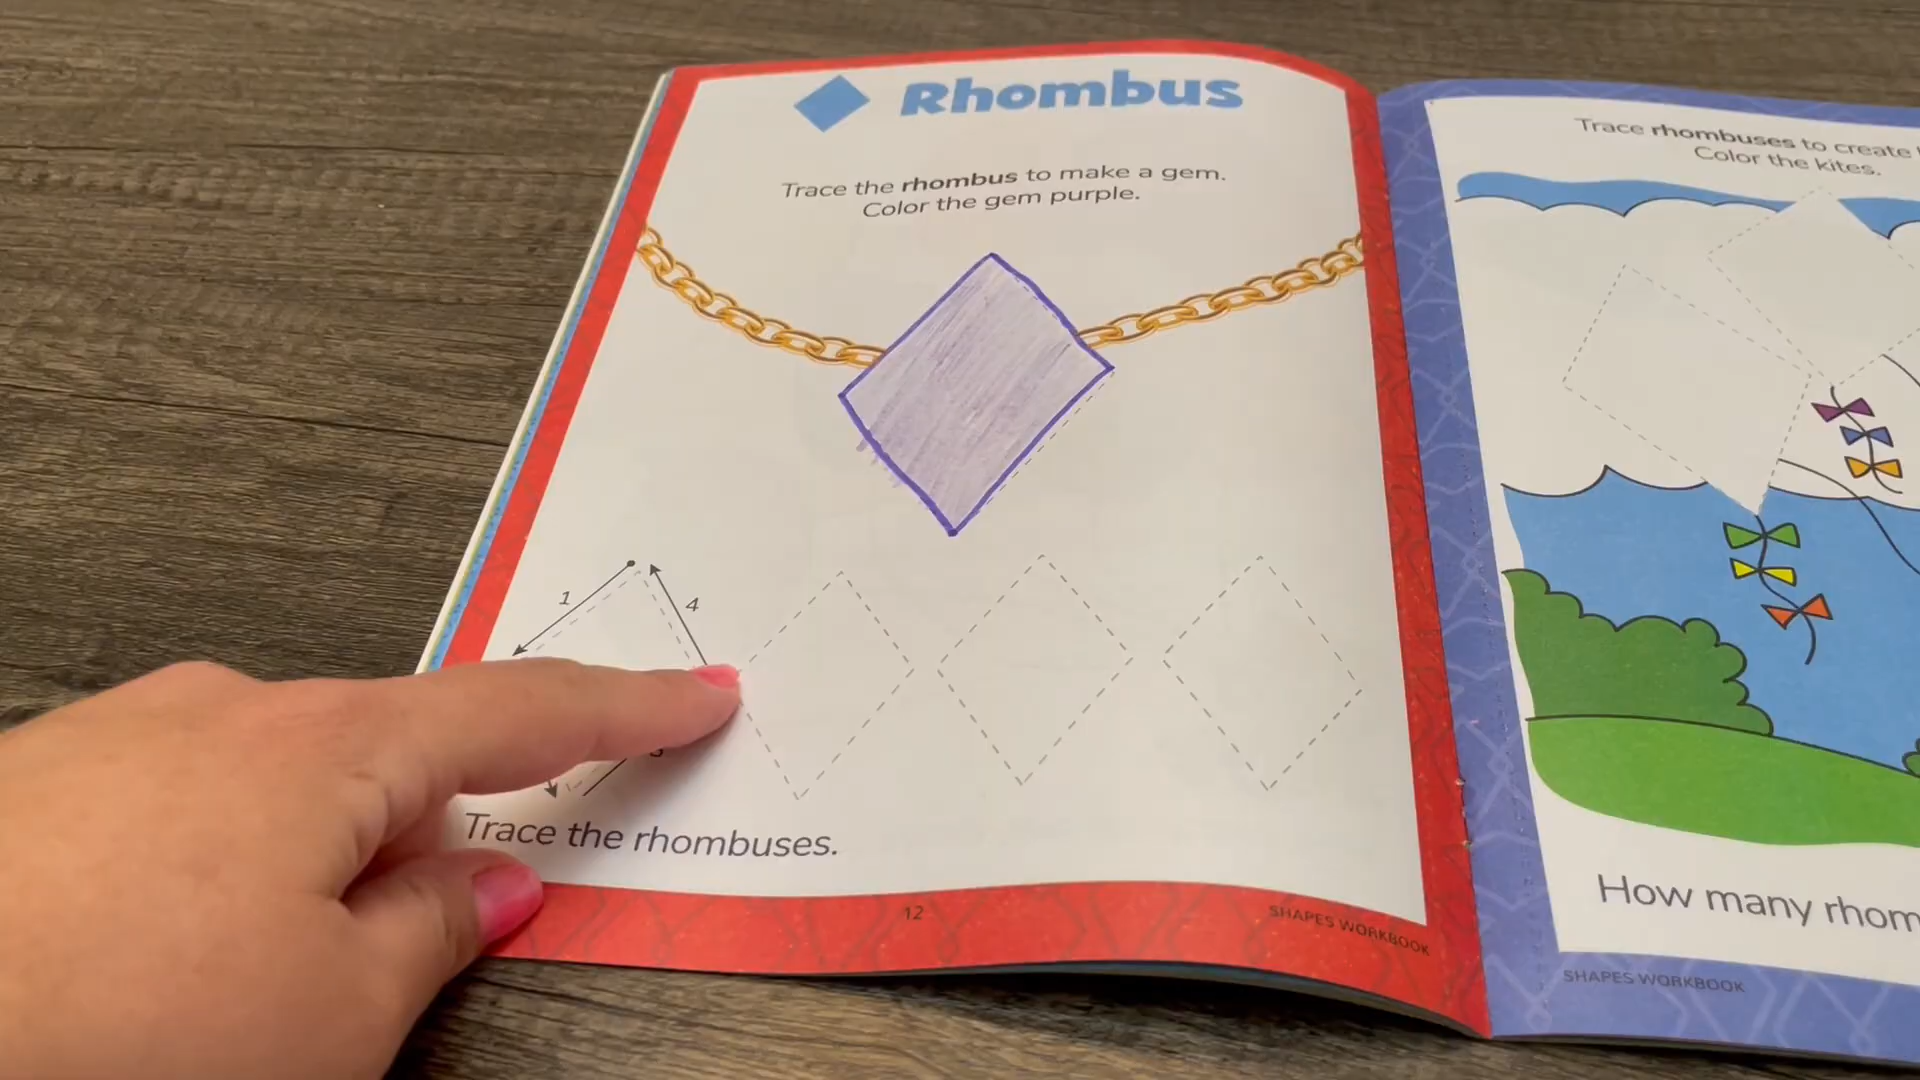 Rhombus
Trace the rhombus to make a gem.
Color the gem purple.
1
4
Trace the rhombuses.
12
SHAPES WORKBOOK
Trace rhombuses to create
Color the kites.
How many
SHAPES WORKBOOK